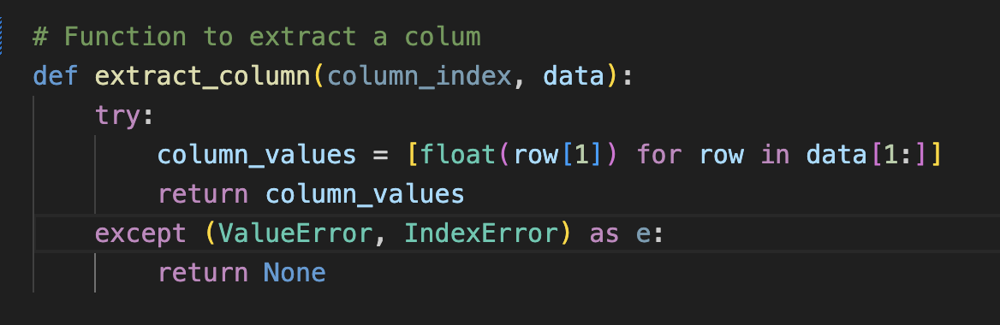 # Function to extract a colum
def extract_column(column_index, data):
    try:
        column_values = [float(row[1]) for row in data[1:]]
        return column_values
    except (ValueError, IndexError) as e:
        return None